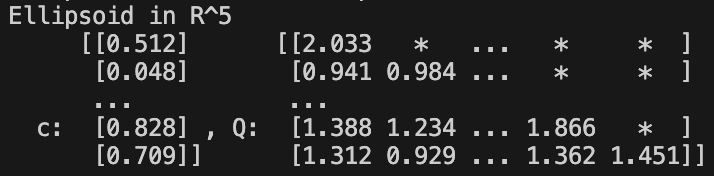 Ellipsoid in R^5
[[0.512] [[2.033 * ... * * ]
[0.048] [0.941 0.984 ... * * ]
... ...
c: [0.828] , Q: [1.388 1.234 ... 1.866 * ]
[0.709]] [1.312 0.929 ... 1.362 1.451]]